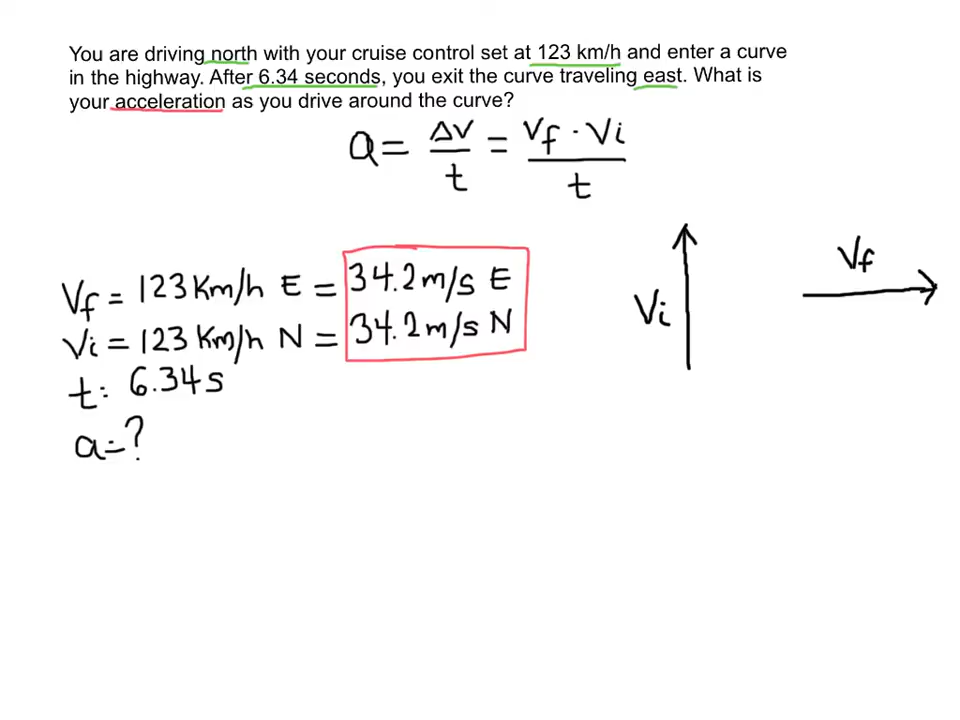 You are driving north with your cruise control set at 123 km/h and enter a curve
in the highway. After 6.34 seconds, you exit the curve traveling east. What is
your acceleration as you drive around the curve?
a = Δv/t = Vf · Vi/t
Vf = 123 Km/h E = 34.2 m/s E
Vi = 123 Km/h N = 34.2 m/s N
t: 6.34 s
a = ?
Vi
Vf